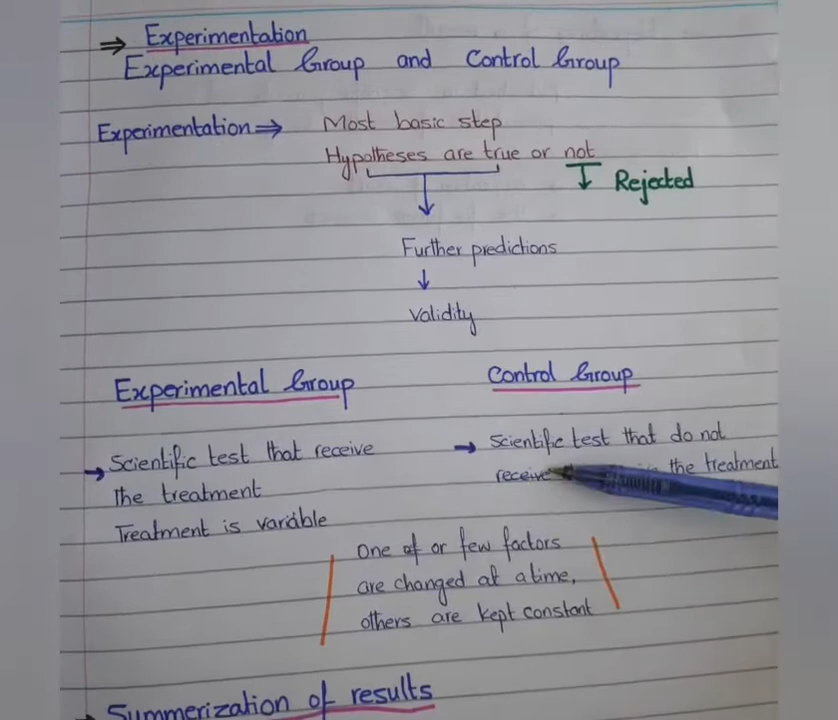 ⇒ Experimentation
Experimental Group and Control Group
Experimentation ⇒ Most basic step
Hypotheses are true or not
↓ Rejected
↓
Further predictions
↓
Validity
Experimental Group
→ Scientific test that receive
the treatment
Treatment is variable
Control Group
→ Scientific test that do not
receive the treatment
One of or few factors
are changed at a time,
others are kept constant
→ Summerization of results